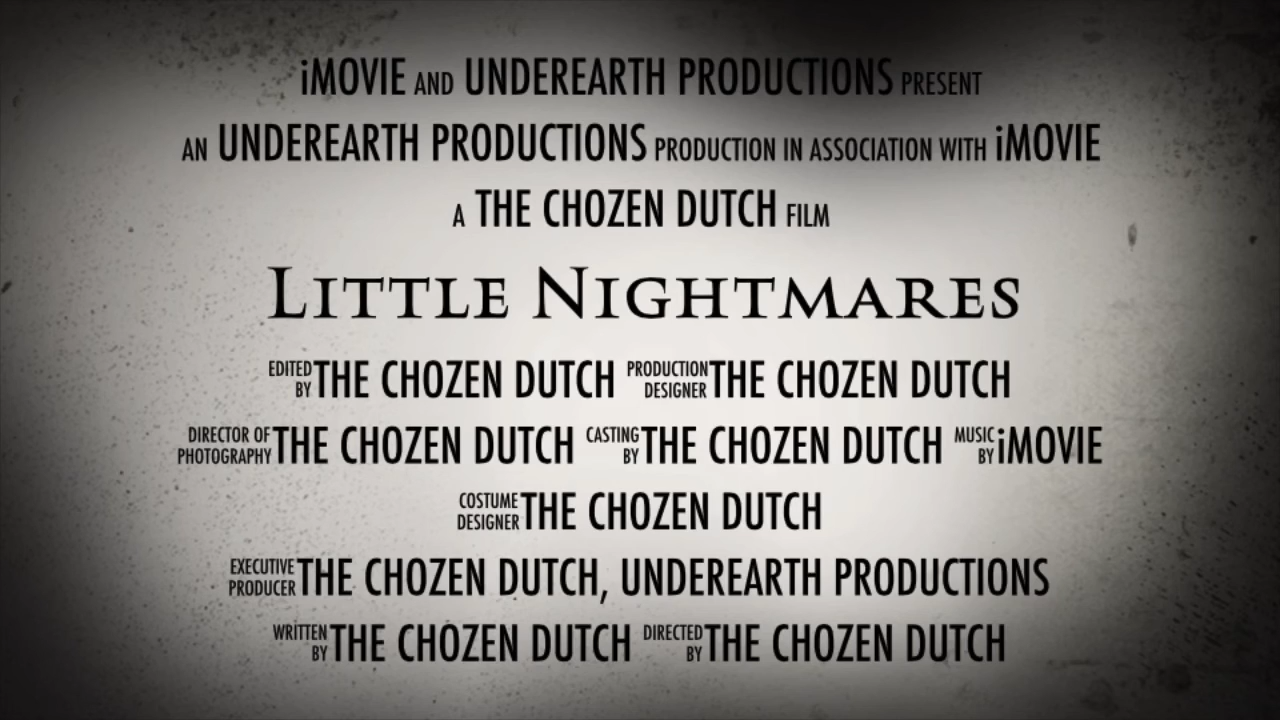 iMOVIE AND UNDEREARTH PRODUCTIONS PRESENT
AN UNDEREARTH PRODUCTIONS PRODUCTION IN ASSOCIATION WITH iMOVIE
A THE CHOZEN DUTCH FILM
LITTLE NIGHTMARES
EDITED BY THE CHOZEN DUTCH PRODUCTION DESIGNER THE CHOZEN DUTCH
DIRECTOR OF PHOTOGRAPHY THE CHOZEN DUTCH CASTING BY THE CHOZEN DUTCH MUSIC BY iMOVIE
COSTUME DESIGNER THE CHOZEN DUTCH
EXECUTIVE PRODUCER THE CHOZEN DUTCH, UNDEREARTH PRODUCTIONS
WRITTEN BY THE CHOZEN DUTCH DIRECTED BY THE CHOZEN DUTCH